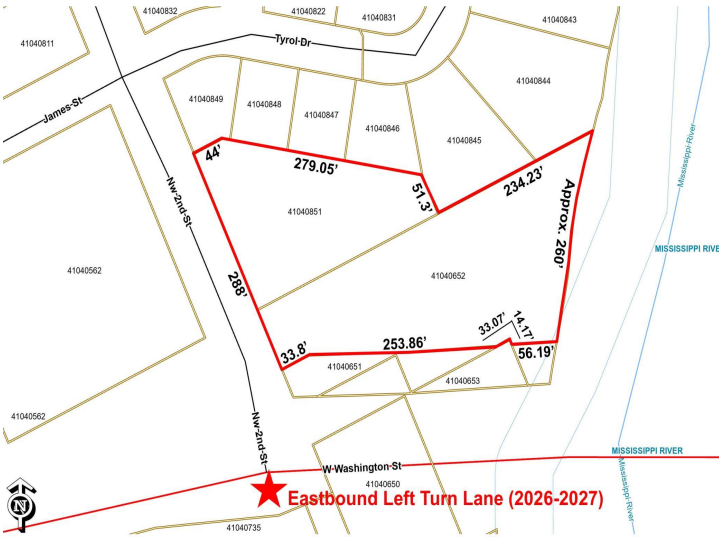 41040832
41040822
41040831
41040843
41040811
Tyrol Dr
41040844
41040849
41040848
41040847
41040846
41040845
James-St
44'
279.05'
51.3'
234.23'
Approx. 260'
Mississippi River
Nw-2nd-St
41040851
MISSISSIPPI RIVE
41040562
41040652
288'
33.07'
14.17'
33.8'
253.86'
56.19'
41040651
41040653
41040562
Nw-2nd-St
MISSISSIPPI RIVER
W-Washington-St
41040650
Mississippi-River
Eastbound Left Turn Lane (2026-2027)
N
41040735